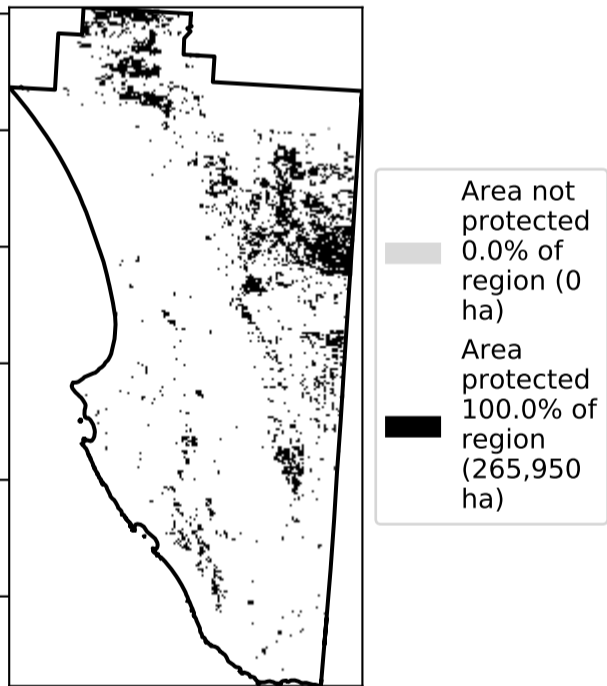 Area not
protected
0.0% of
region (0
ha)
Area
protected
100.0% of
region
(265,950
ha)